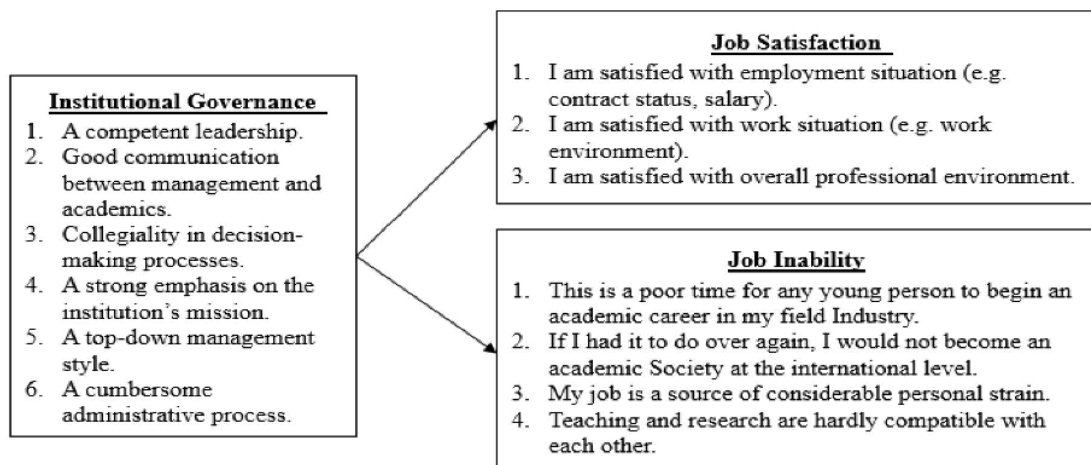 Institutional Governance
1. A competent leadership.
2. Good communication
between management and
academics.
3. Collegiality in decision-
making processes.
4. A strong emphasis on the
institution's mission.
5. A top-down management
style.
6. A cumbersome
administrative process.
Job Satisfaction
1. I am satisfied with employment situation (e.g.
contract status, salary).
2. I am satisfied with work situation (e.g. work
environment).
3. I am satisfied with overall professional environment.
Job Inability
1. This is a poor time for any young person to begin an
academic career in my field Industry.
2. If I had it to do over again, I would not become an
academic Society at the international level.
3. My job is a source of considerable personal strain.
4. Teaching and research are hardly compatible with
each other.